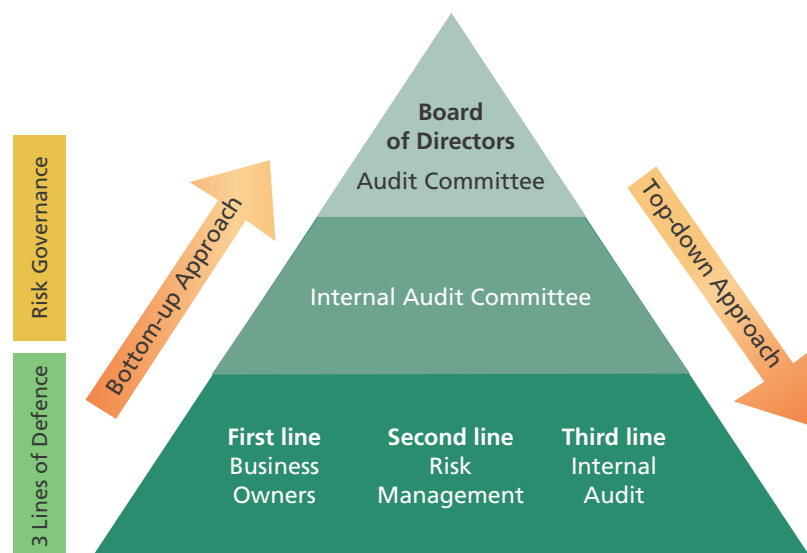 Board
of Directors
Audit Committee
Risk Governance
Bottom-up Approach
Top-down Approach
Internal Audit Committee
3 Lines of Defence
First line
Business
Owners
Second line
Risk
Management
Third line
Internal
Audit